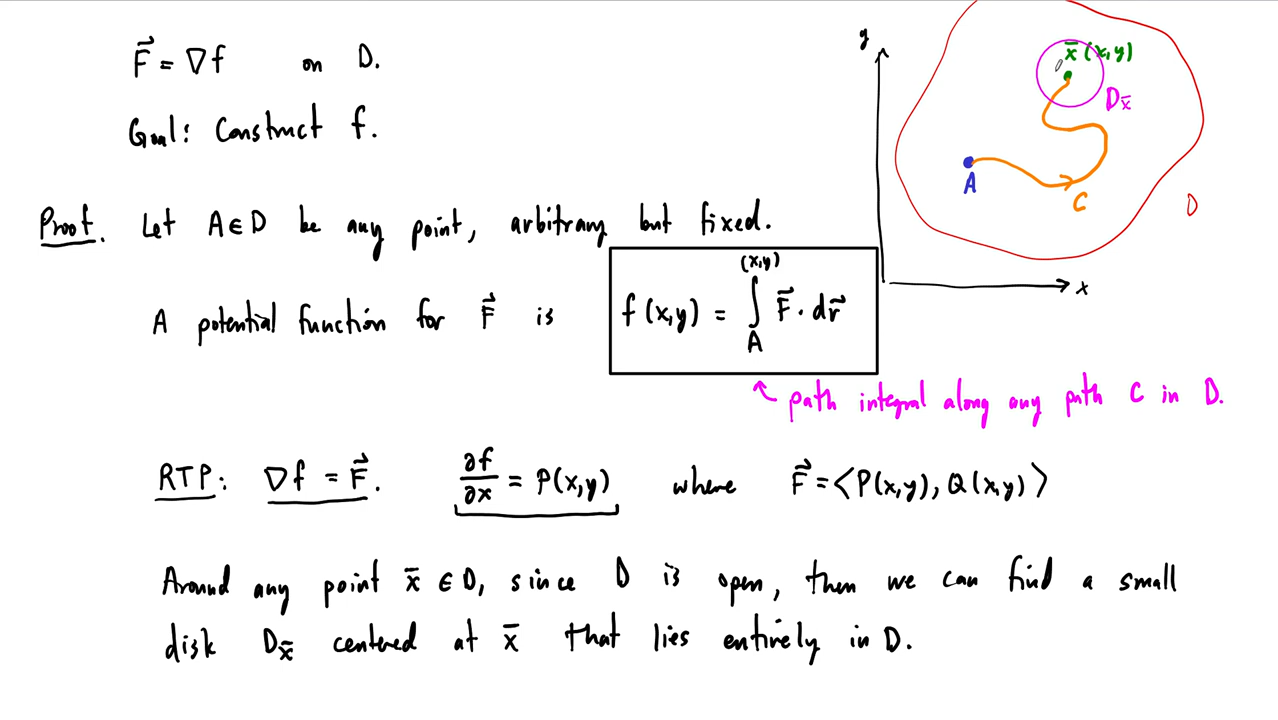 F⃗ = ∇f on D.
Goal: Construct f.
Proof. Let A ∈ D be any point, arbitrary but fixed.
A potential function for F⃗ is f(x,y) = ∫_A^{(x,y)} F⃗ · dr⃗
↖ path integral along any path C in D.
RTP: ∇f = F⃗. ∂f/∂x = P(x,y) where F⃗ = ⟨P(x,y), Q(x,y)⟩
Around any point x̄ ∈ D, since D is open, then we can find a small
disk D_x̄ centered at x̄ that lies entirely in D.
y
x̄ (x,y)
D_x̄
A
C
D
x